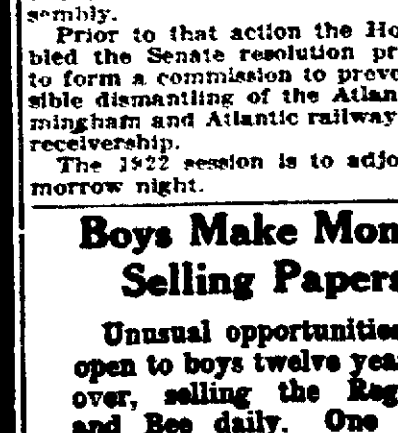 sembly.
Prior to that action the Ho
bled the Senate resolution pr
to form a commission to preve
sible dismantling of the Atlan
mingham and Atlantic railway
receivership.
The 1922 session is to adjo
morrow night.
Boys Make Mon
Selling Papers
Unusual opportunities
open to boys twelve yea
over, selling the Reg
and Bee daily. One